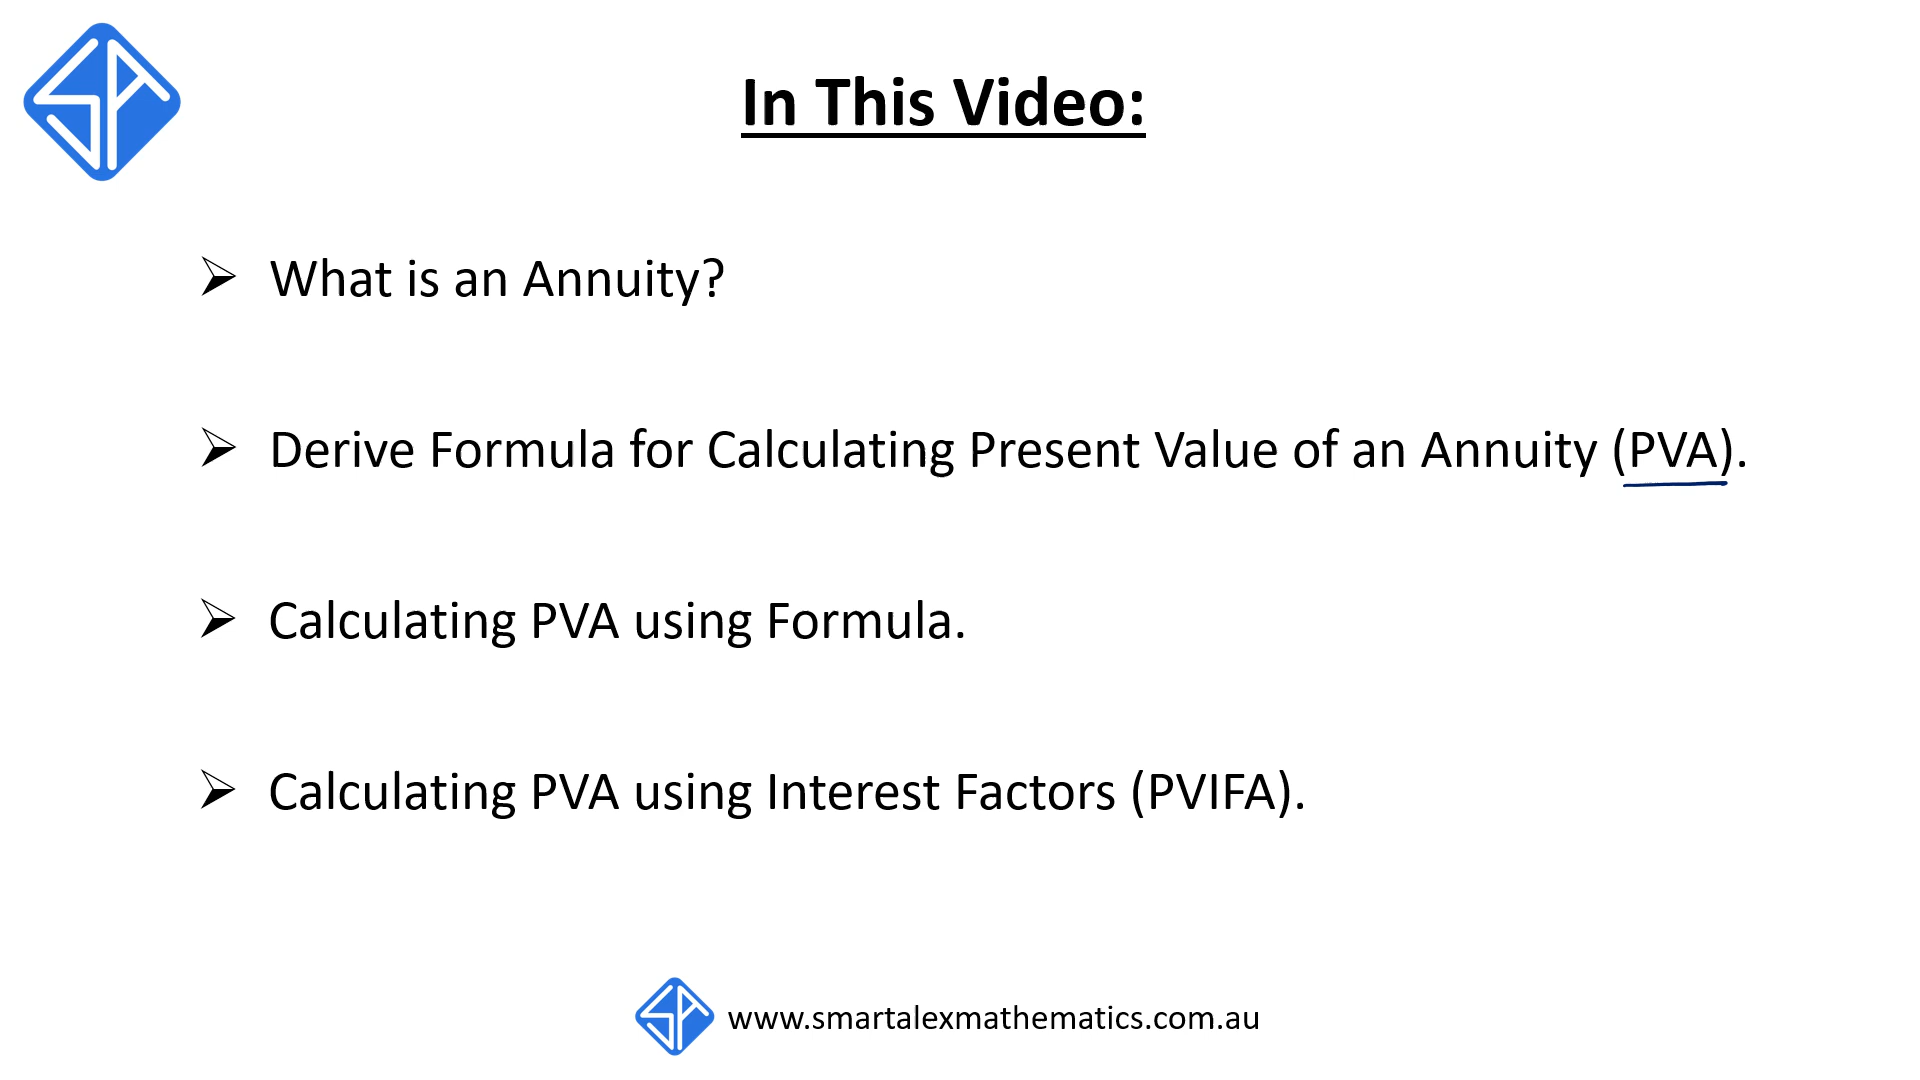 In This Video:
What is an Annuity?
Derive Formula for Calculating Present Value of an Annuity (PVA).
Calculating PVA using Formula.
Calculating PVA using Interest Factors (PVIFA).
www.smartalexmathematics.com.au